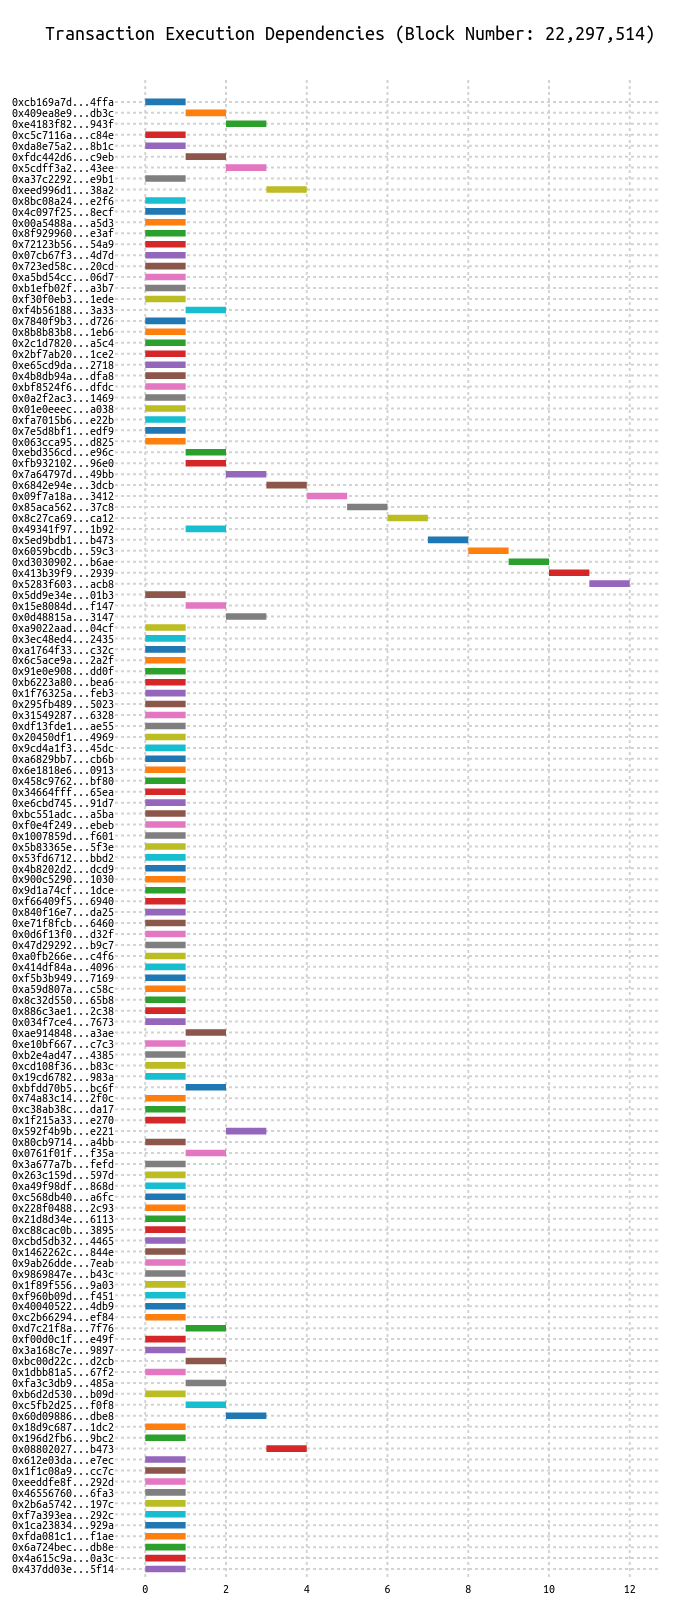 Transaction Execution Dependencies (Block Number: 22,297,514)
0xcb169a7d...4ffa
0x409ea8e9...db3c
0xe4183f82...943f
0xc5c7116a...c84e
0xda8e75a2...8b1c
0xfdc442d6...c9eb
0x5cdff3a2...43ee
0xa37c2292...e9b1
0xeed996d1...38a2
0x8bc08a24...e2f6
0x4c097f25...8ecf
0x00a5488a...a5d3
0x8f929960...e3af
0x72123b56...54a9
0x07cb67f3...4d7d
0x723ed58c...20cd
0xa5bd54cc...06d7
0xb1efb02f...a3b7
0xf30f0eb3...1ede
0xf4b56188...3a33
0x7840f9b3...d726
0x8b8b83b8...1eb6
0x2c1d7820...a5c4
0x2bf7ab20...1ce2
0xe65cd9da...2718
0x4b8db94a...dfa8
0xbf8524f6...dfdc
0x0a2f2ac3...1469
0x01e0eeec...a038
0xfa7015b6...e22b
0x7e5d8bf1...edf9
0x063cca95...d825
0xebd356cd...e96c
0xfb932102...96e0
0x7a64797d...49bb
0x6842e94e...3dcb
0x09f7a18a...3412
0x85aca562...37c8
0x8c27ca69...ca12
0x49341f97...1b92
0x5ed9bdb1...b473
0x6059bcdb...59c3
0xd3030902...b6ae
0x413b39f9...2939
0x5283f603...acb8
0x5dd9e34e...01b3
0x15e8084d...f147
0x0d48815a...3147
0xa9022aad...04cf
0x3ec48ed4...2435
0xa1764f33...c32c
0x6c5ace9a...2a2f
0x91e0e908...dd0f
0xb6223a80...bea6
0x1f76325a...feb3
0x295fb489...5023
0x31549287...6328
0xdf13fde1...ae55
0x20450df1...4969
0x9cd4a1f3...45dc
0xa6829bb7...cb6b
0x6e1818e6...0913
0x458c9762...bf80
0x34664fff...65ea
0xe6cbd745...91d7
0xbc551adc...a5ba
0xf0e4f249...ebeb
0x1007859d...f601
0x5b83365e...5f3e
0x53fd6712...bbd2
0x4b8202d2...dcd9
0x900c5290...1030
0x9d1a74cf...1dce
0xf66409f5...6940
0x840f16e7...da25
0xe71f8fcb...6460
0x0d6f13f0...d32f
0x47d29292...b9c7
0xa0fb266e...c4f6
0x414df84a...4096
0xf5b3b949...7169
0xa59d807a...c58c
0x8c32d550...65b8
0x886c3ae1...2c38
0x034f7ce4...7673
0xae914848...a3ae
0xe10bf667...c7c3
0xb2e4ad47...4385
0xcd108f36...b83c
0x19cd6782...983a
0xbfdd70b5...bc6f
0x74a83c14...2f0c
0xc38ab38c...da17
0x1f215a33...e270
0x592f4b9b...e221
0x80cb9714...a4bb
0x0761f01f...f35a
0x3a677a7b...fefd
0x263c159d...597d
0xa49f98df...868d
0xc568db40...a6fc
0x228f0488...2c93
0x21d8d34e...6113
0xc88cac0b...3895
0xcbd5db32...4465
0x1462262c...844e
0x9ab26dde...7eab
0x9869847e...b43c
0x1f89f556...9a03
0xf960b09d...f451
0x40040522...4db9
0xc2b66294...ef84
0xd7c21f8a...7f76
0xf00d0c1f...e49f
0x3a168c7e...9897
0xbc00d22c...d2cb
0x1dbb81a5...67f2
0xfa3c3db9...485a
0xb6d2d530...b09d
0xc5fb2d25...f0f8
0x60d09886...dbe8
0x18d9c687...1dc2
0x196d2fb6...9bc2
0x08802027...b473
0x612e03da...e7ec
0x1f1c08a9...cc7c
0xeeddfe8f...292d
0x46556760...6fa3
0x2b6a5742...197c
0xf7a393ea...292c
0x1ca23834...929a
0xfda081c1...f1ae
0x6a724bec...db8e
0x4a615c9a...0a3c
0x437dd03e...5f14
0 2 4 6 8 10 12